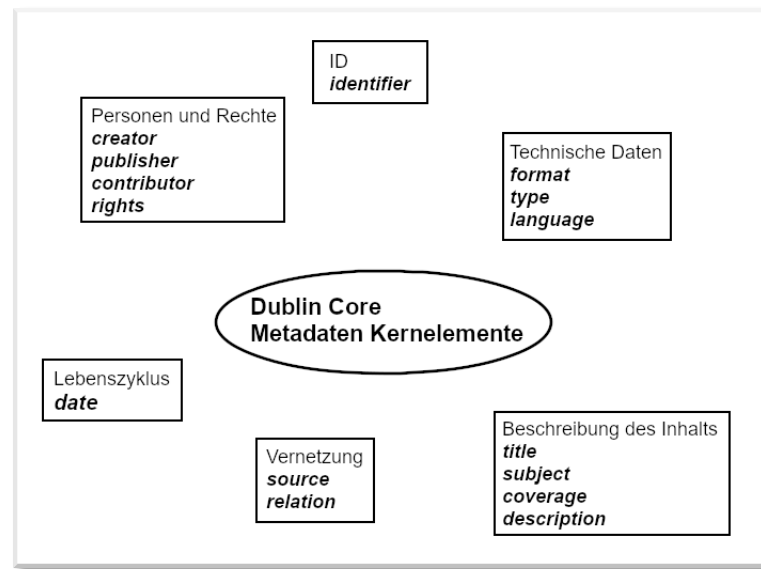 ID
identifier
Personen und Rechte
creator
publisher
contributor
rights
Technische Daten
format
type
language
Dublin Core
Metadaten Kernelemente
Lebenszyklus
date
Vernetzung
source
relation
Beschreibung des Inhalts
title
subject
coverage
description